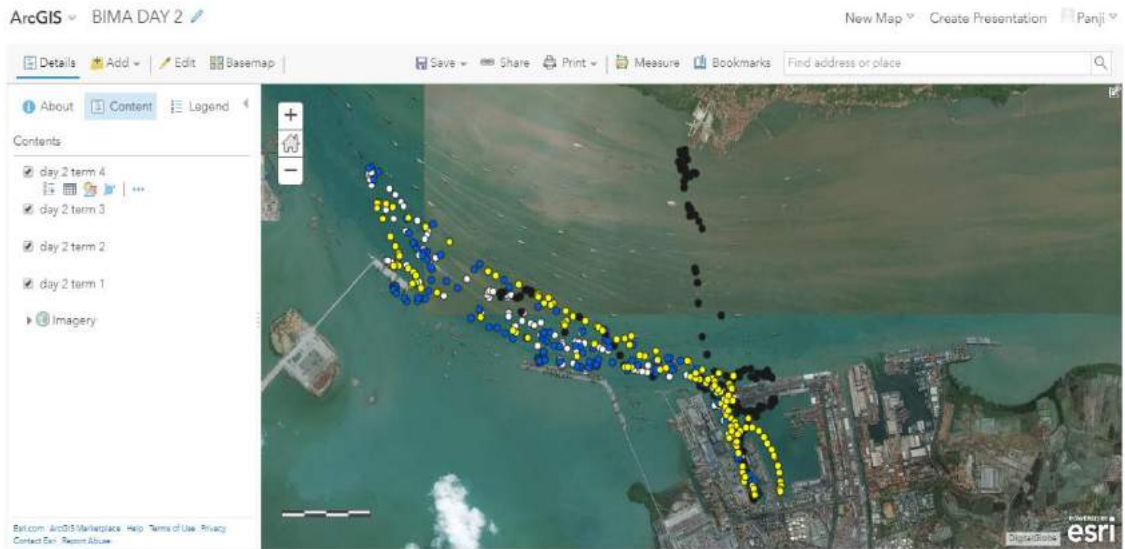 ArcGIS BIMA DAY 2 New Map Create Presentation Panji
Details Add Edit Basemap Save Share Print Measure Bookmarks Find address or place
About Content Legend
Contents
day 2 term 4
day 2 term 3
day 2 term 2
day 2 term 1
Imagery
Esri.com ArcGIS Marketplace Help Terms of Use Privacy
Contact Esri Report Abuse
POWERED BY
esri
DigitalGlobe